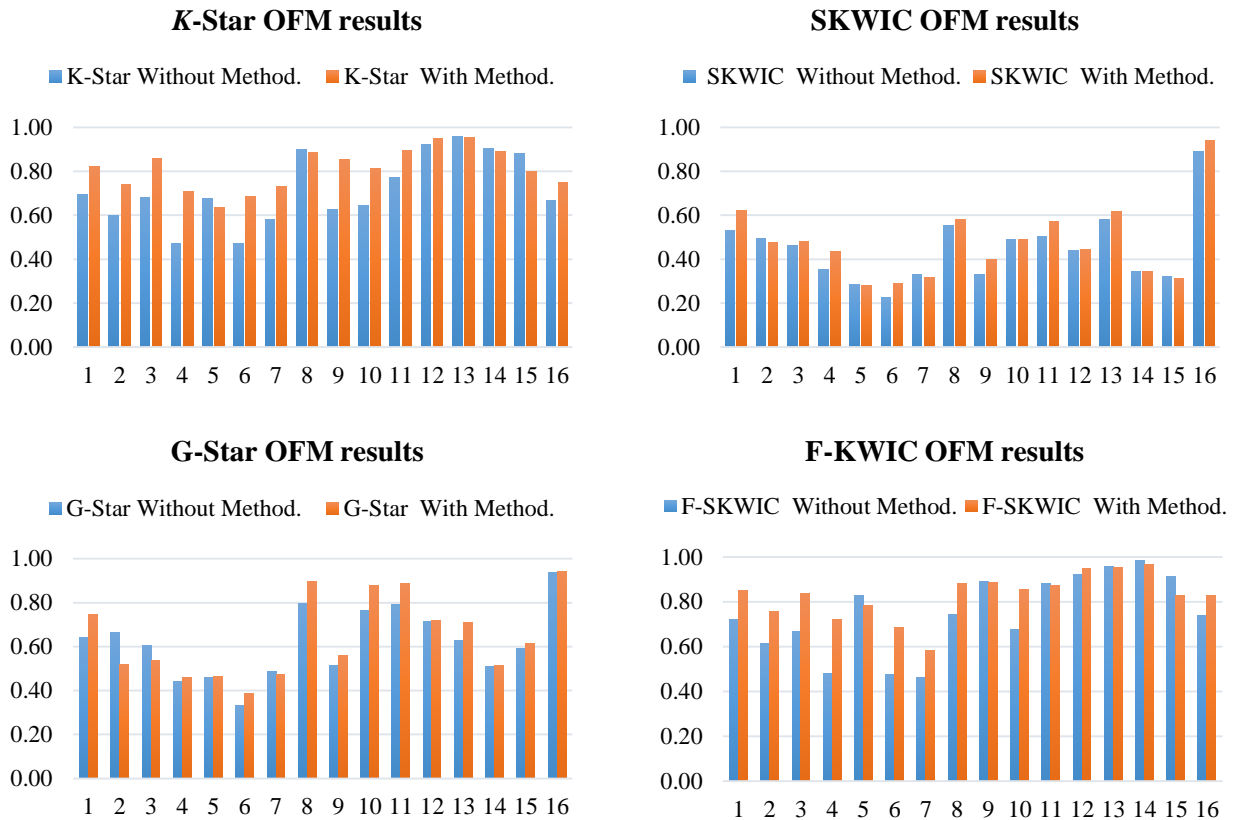 K-Star OFM results
K-Star Without Method. K-Star With Method.
1.00
0.80
0.60
0.40
0.20
0.00
1 2 3 4 5 6 7 8 9 10 11 12 13 14 15 16
SKWIC OFM results
SKWIC Without Method. SKWIC With Method.
1.00
0.80
0.60
0.40
0.20
0.00
1 2 3 4 5 6 7 8 9 10 11 12 13 14 15 16
G-Star OFM results
G-Star Without Method. G-Star With Method.
1.00
0.80
0.60
0.40
0.20
0.00
1 2 3 4 5 6 7 8 9 10 11 12 13 14 15 16
F-KWIC OFM results
F-SKWIC Without Method. F-SKWIC With Method.
1.00
0.80
0.60
0.40
0.20
0.00
1 2 3 4 5 6 7 8 9 10 11 12 13 14 15 16